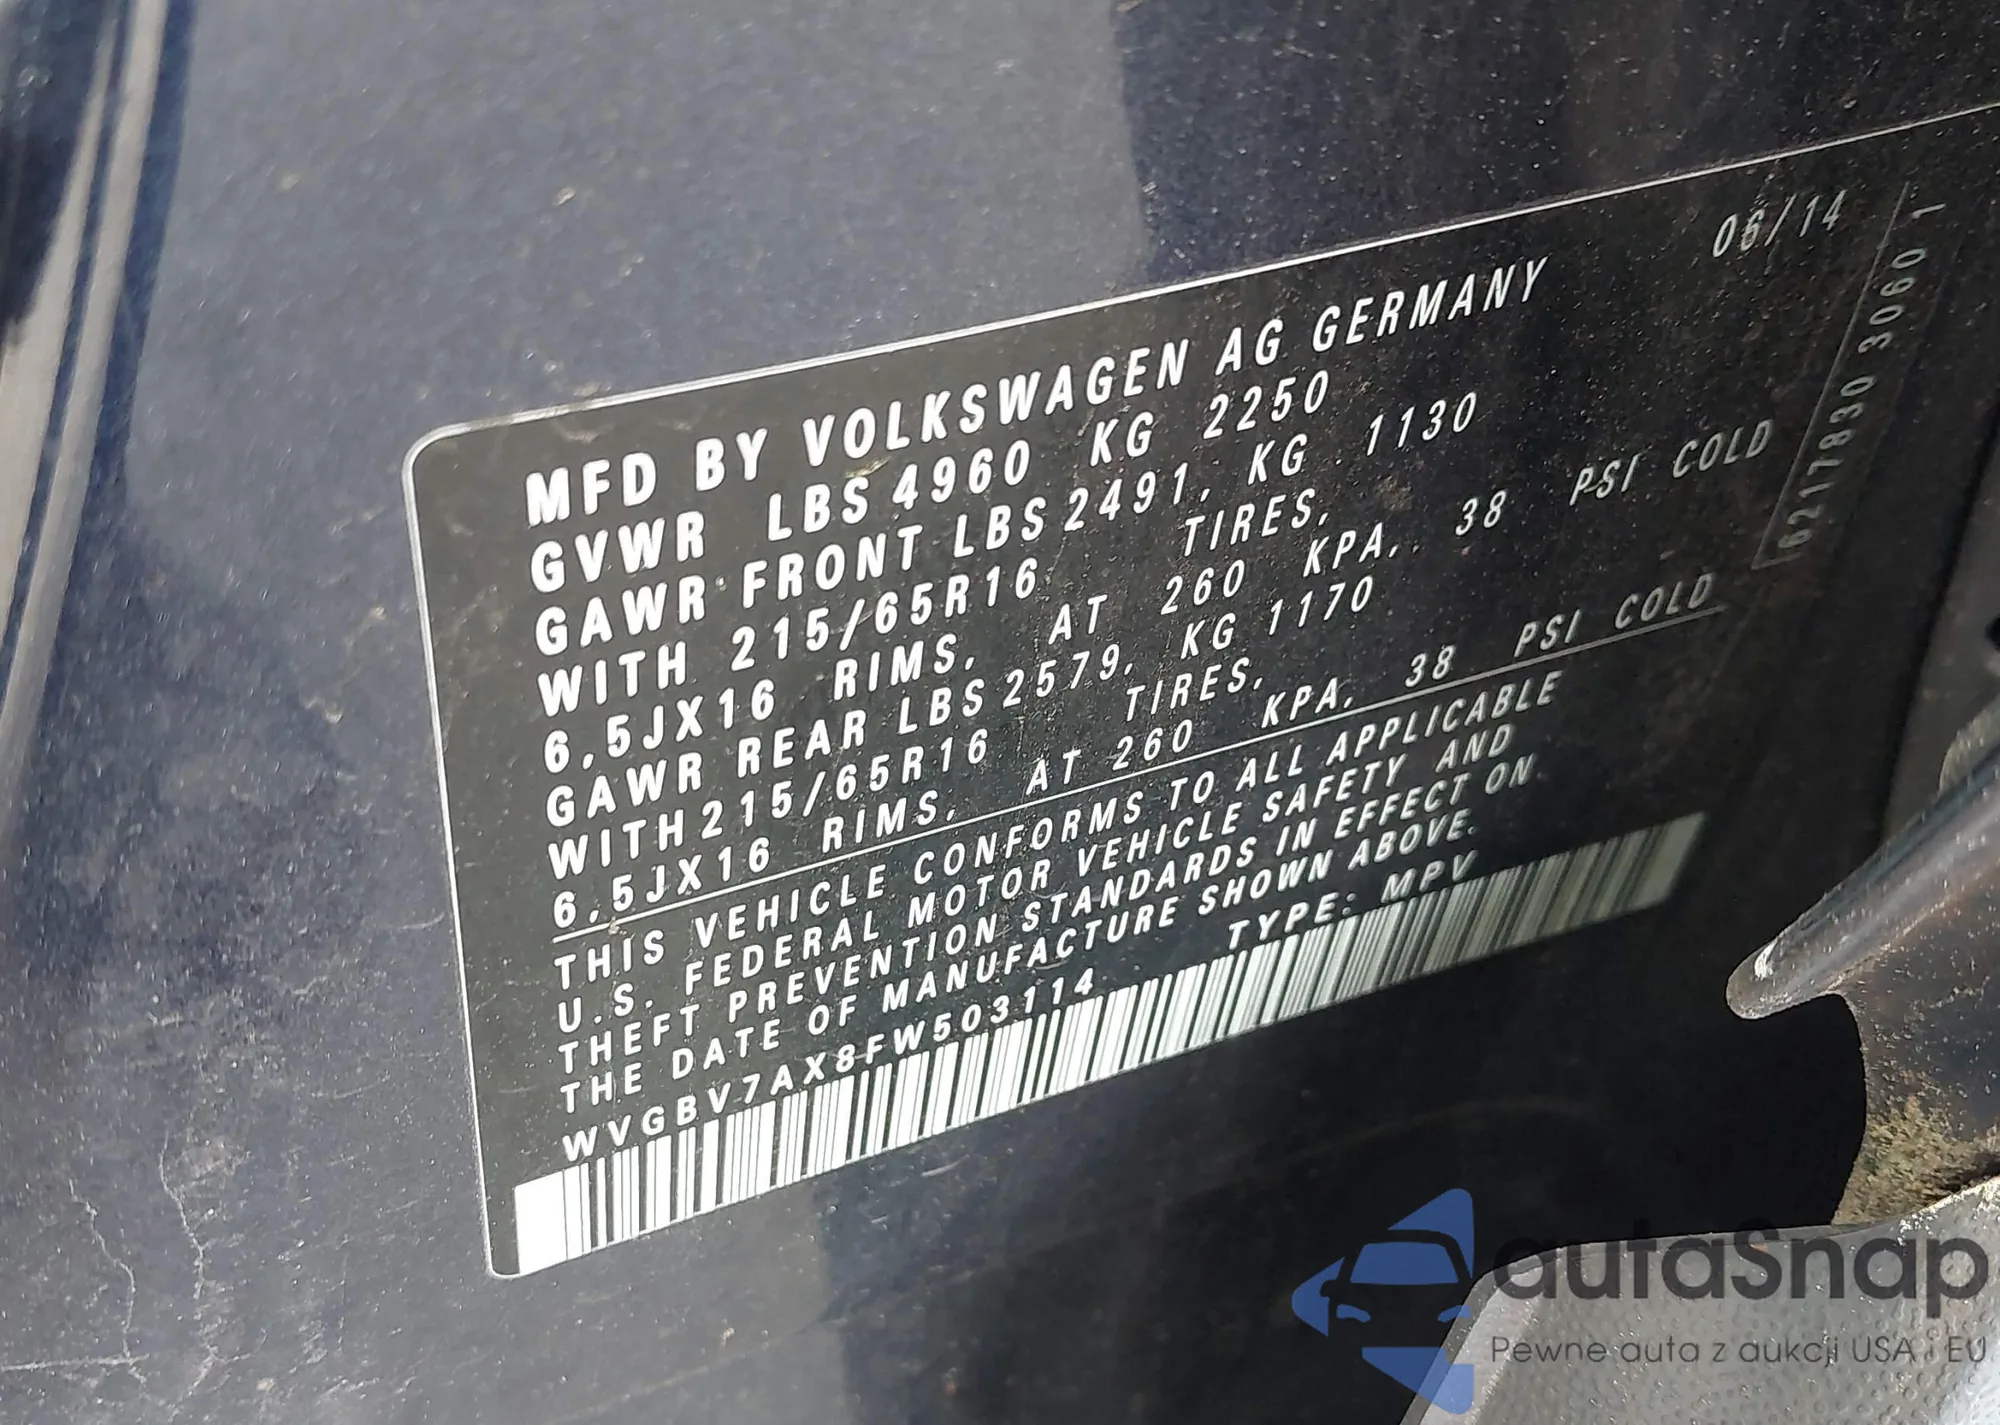 06/14
MFD BY VOLKSWAGEN AG GERMANY
GVWR LBS 4960 KG 2250
GAWR FRONT LBS 2491, KG 1130
WITH 215/65R16 TIRES,
6,5JX16 RIMS, AT 260 KPA, 38 PSI COLD
GAWR REAR LBS 2579, KG 1170
WITH 215/65R16 TIRES,
6,5JX16 RIMS, AT 260 KPA, 38 PSI COLD
THIS VEHICLE CONFORMS TO ALL APPLICABLE
U.S. FEDERAL MOTOR VEHICLE SAFETY AND
THEFT PREVENTION STANDARDS IN EFFECT ON
THE DATE OF MANUFACTURE SHOWN ABOVE.
WVGBV7AX8FW503114 TYPE: MPV
6217830 3060 1
autaSnap
Pewne auta z aukcji USA i EU